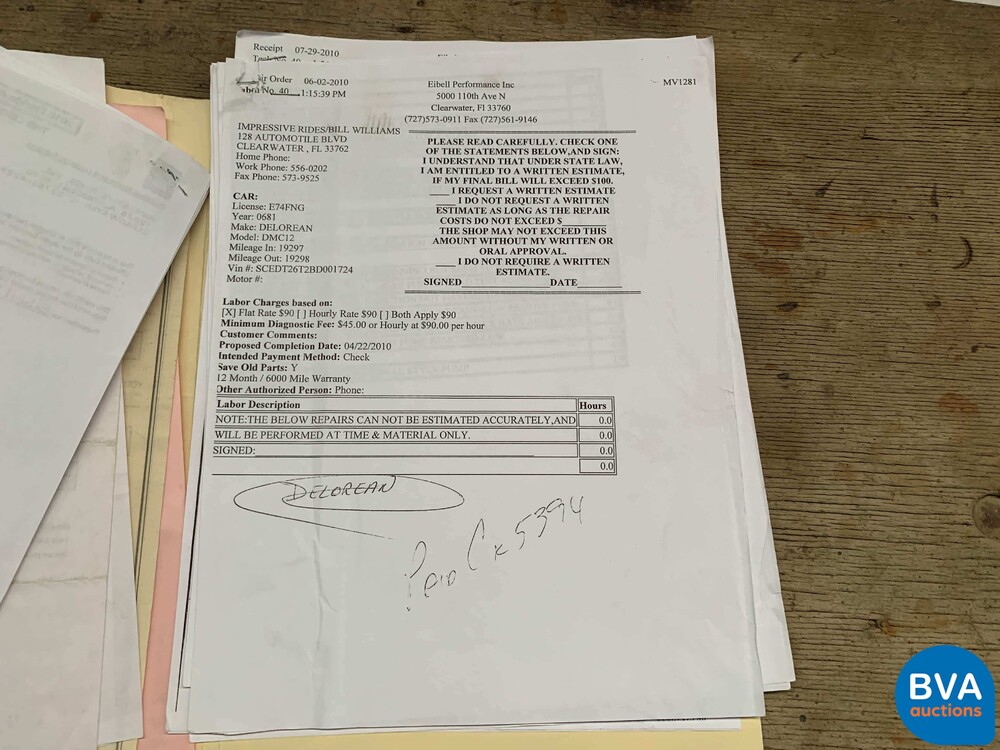 Receipt 07-29-2010
ir Order 06-02-2010
No. 40 1:15:39 PM
Eibell Performance Inc
5000 110th Ave N
Clearwater, Fl 33760
(727)573-0911 Fax (727)561-9146
MV1281
IMPRESSIVE RIDES/BILL WILLIAMS
128 AUTOMOTILE BLVD
CLEARWATER , FL 33762
Home Phone:
Work Phone: 556-0202
Fax Phone: 573-9525
CAR:
License: E74FNG
Year: 0681
Make: DELOREAN
Model: DMC12
Mileage In: 19297
Mileage Out: 19298
Vin #: SCEDT26T2BD001724
Motor #:
PLEASE READ CAREFULLY. CHECK ONE
OF THE STATEMENTS BELOW,AND SIGN:
I UNDERSTAND THAT UNDER STATE LAW,
I AM ENTITLED TO A WRITTEN ESTIMATE,
IF MY FINAL BILL WILL EXCEED $100.
____ I REQUEST A WRITTEN ESTIMATE
____ I DO NOT REQUEST A WRITTEN
ESTIMATE AS LONG AS THE REPAIR
COSTS DO NOT EXCEED $______
THE SHOP MAY NOT EXCEED THIS
AMOUNT WITHOUT MY WRITTEN OR
ORAL APPROVAL.
____ I DO NOT REQUIRE A WRITTEN
ESTIMATE.
SIGNED______________DATE_______
Labor Charges based on:
[X] Flat Rate $90 [ ] Hourly Rate $90 [ ] Both Apply $90
Minimum Diagnostic Fee: $45.00 or Hourly at $90.00 per hour
Customer Comments:
Proposed Completion Date: 04/22/2010
Intended Payment Method: Check
Save Old Parts: Y
12 Month / 6000 Mile Warranty
Other Authorized Person: Phone:
Labor Description Hours
NOTE:THE BELOW REPAIRS CAN NOT BE ESTIMATED ACCURATELY,AND 0.0
WILL BE PERFORMED AT TIME & MATERIAL ONLY. 0.0
SIGNED:______________________________ 0.0
0.0
DELOREAN
PAID CK 5394
BVA
auctions